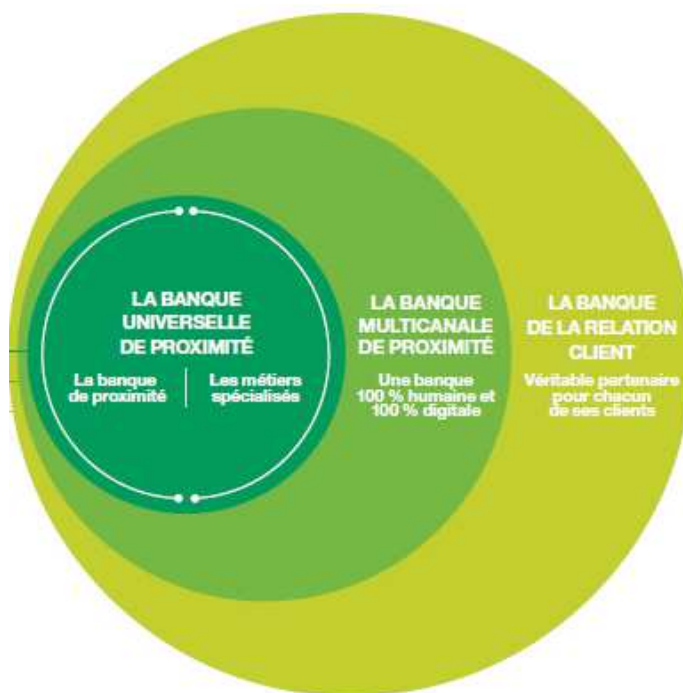 LA BANQUE
UNIVERSELLE
DE PROXIMITÉ
La banque
de proximité
Les métiers
spécialisés
LA BANQUE
MULTICANALE
DE PROXIMITÉ
Une banque
100 % humaine et
100 % digitale
LA BANQUE
DE LA RELATION
CLIENT
Véritable partenaire
pour chacun
de ses clients